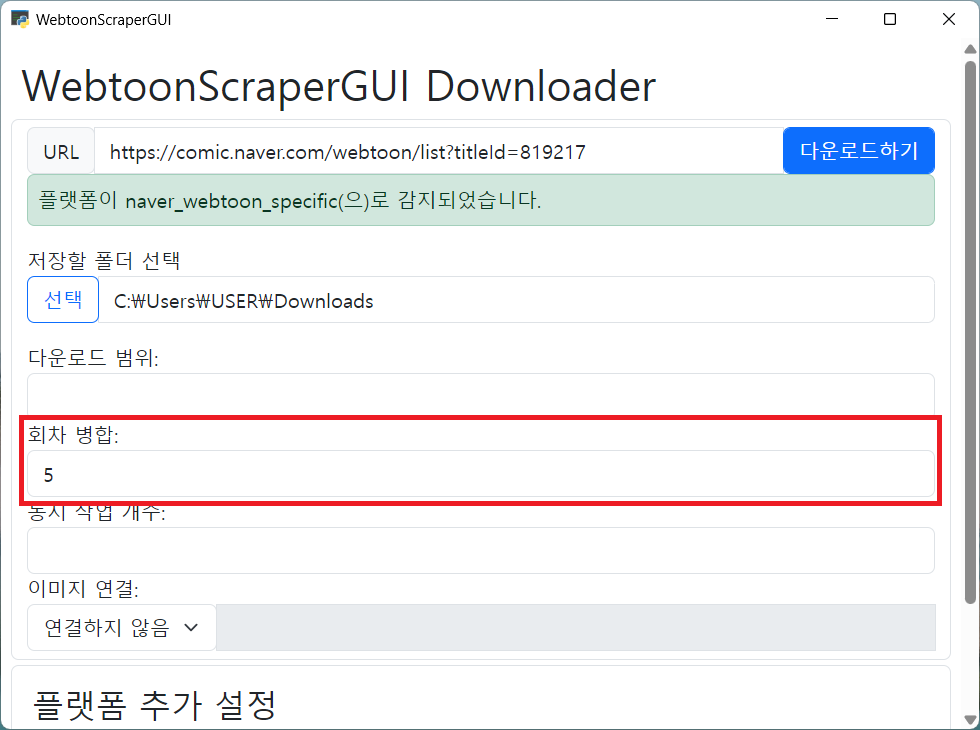 WebtoonScraperGUI
WebtoonScraperGUI Downloader
URL https://comic.naver.com/webtoon/list?titleId=819217 다운로드하기
플랫폼이 naver_webtoon_specific(으)로 감지되었습니다.
저장할 폴더 선택
선택 C:₩Users₩USER₩Downloads
다운로드 범위:
회차 병합:
5
동시 작업 개수:
이미지 연결:
연결하지 않음
플랫폼 추가 설정